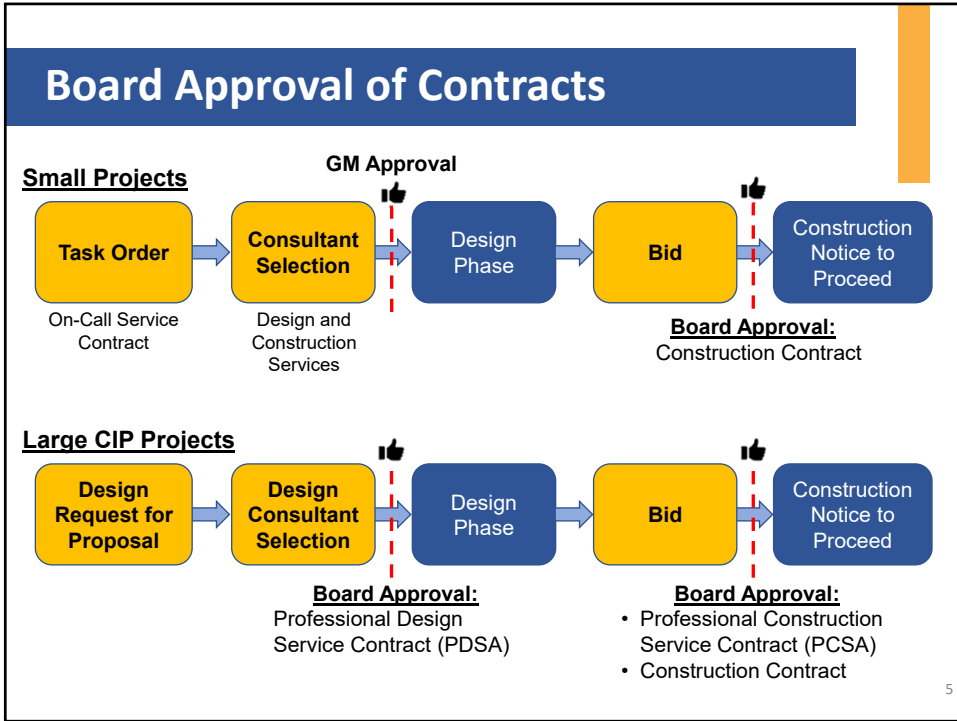 Board Approval of Contracts
GM Approval
Small Projects
Task Order
Consultant
Selection
Design
Phase
Bid
Construction
Notice to
Proceed
On-Call Service
Contract
Design and
Construction
Services
Board Approval:
Construction Contract
Large CIP Projects
Design
Request for
Proposal
Design
Consultant
Selection
Design
Phase
Bid
Construction
Notice to
Proceed
Board Approval:
Professional Design
Service Contract (PDSA)
Board Approval:
• Professional Construction
Service Contract (PCSA)
• Construction Contract
5